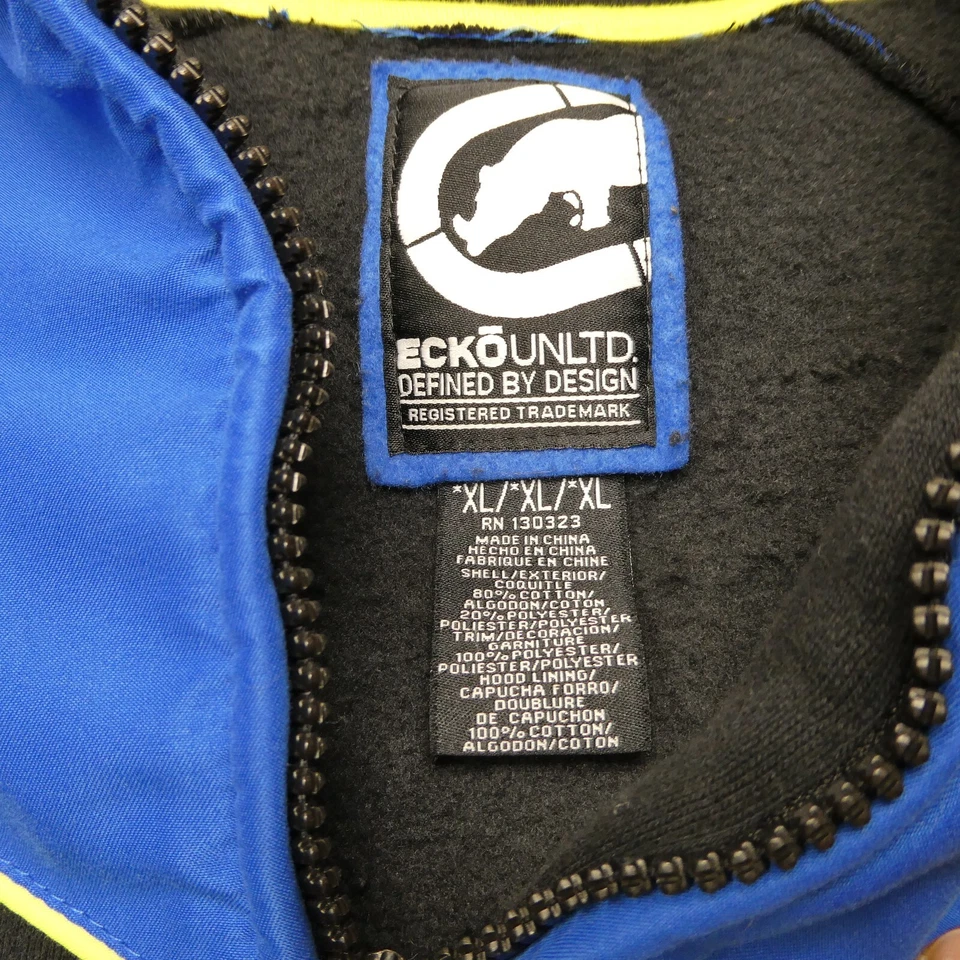 ECKŌUNLTD.
DEFINED BY DESIGN
REGISTERED TRADEMARK
*XL/*XL/*XL
RN 130323
MADE IN CHINA
HECHO EN CHINA
FABRIQUE EN CHINE
SHELL/EXTERIOR/
COQUITLE
80% COTTON/
ALGODON/COTON
20% POLYESTER/
POLIESTER/POLYESTER
TRIM/DECORACION/
GARNITURE
100% POLYESTER/
POLIESTER/POLYESTER
HOOD LINING/
CAPUCHA FORRO/
DOUBLURE
DE CAPUCHON
100% COTTON/
ALGODON/COTON